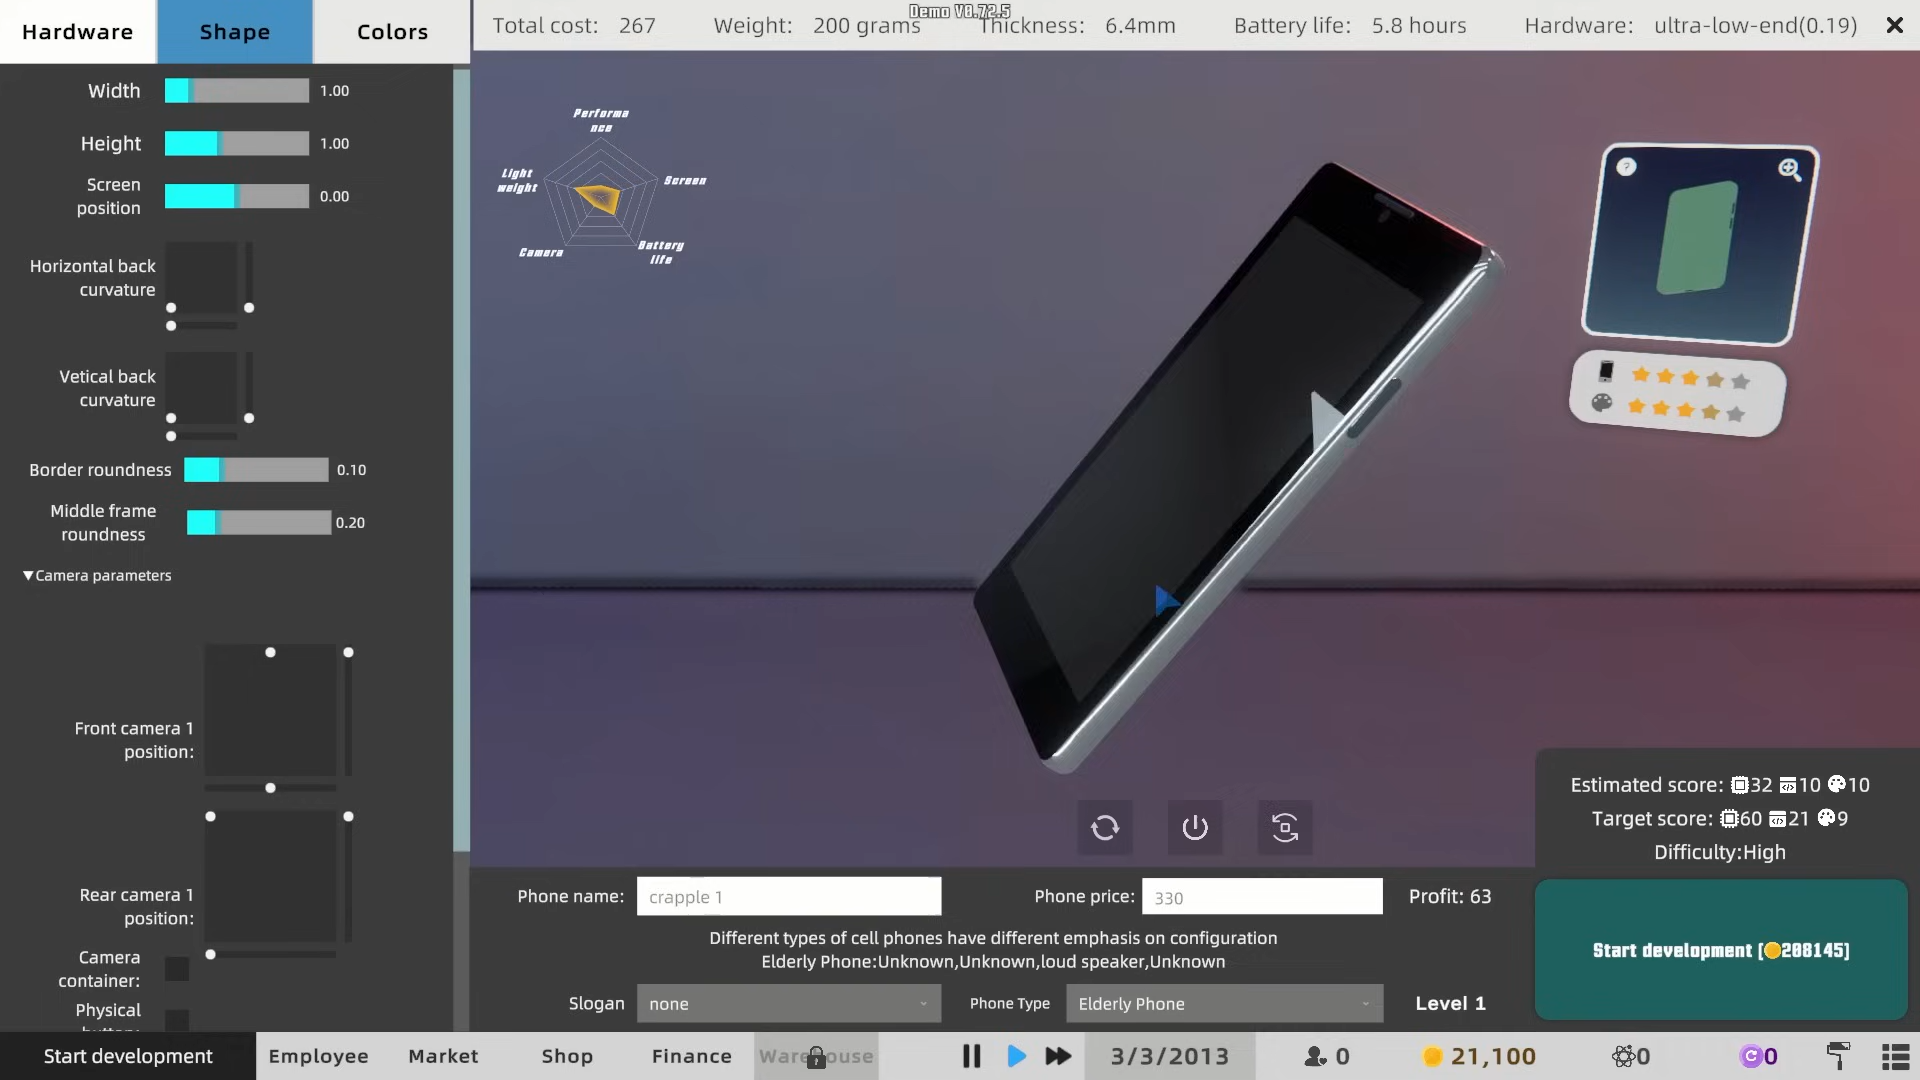 Hardware
Shape
Colors
Demo V0.72.5
Total cost: 267
Weight: 200 grams
Thickness: 6.4mm
Battery life: 5.8 hours
Hardware: ultra-low-end(0.19)
Width 1.00
Height 1.00
Screen
position
0.00
Horizontal back
curvature
Vetical back
curvature
Border roundness 0.10
Middle frame
roundness
0.20
▼Camera parameters
Front camera 1
position:
Rear camera 1
position:
Camera
container:
Physical
Performa
nce
Light
weight
Screen
Camera
Battery
life
?
Estimated score: 32 10 10
Target score: 60 21 9
Difficulty:High
Phone name: crapple 1
Phone price: 330
Profit: 63
Different types of cell phones have different emphasis on configuration
Elderly Phone:Unknown,Unknown,loud speaker,Unknown
Slogan none
Phone Type Elderly Phone
Level 1
Start development [208145]
Start development
Employee
Market
Shop
Finance
Warehouse
3/3/2013
0
21,100
0
0